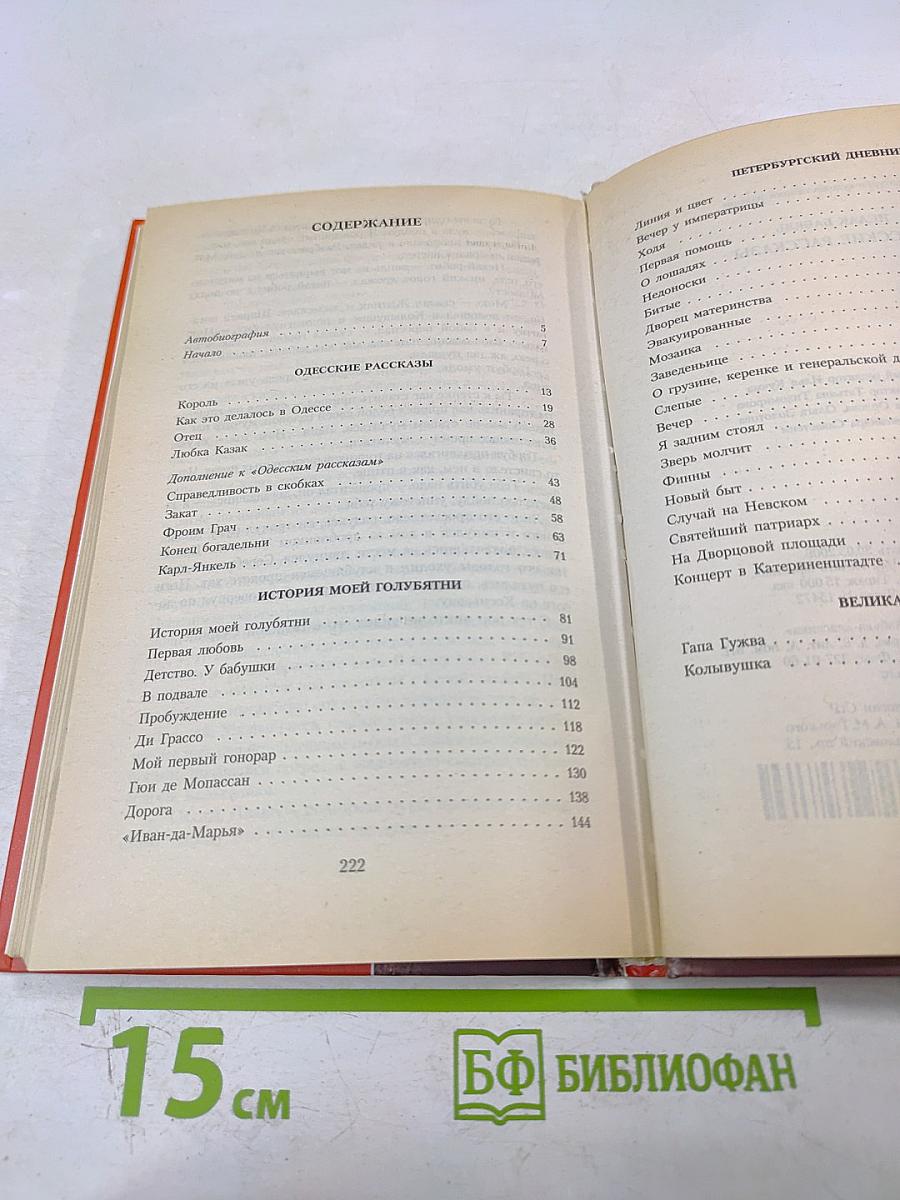 СОДЕРЖАНИЕ
Автобиография 5
Начало 7
ОДЕССКИЕ РАССКАЗЫ
Король 13
Как это делалось в Одессе 19
Отец 28
Любка Казак 36
Дополнение к «Одесским рассказам»
Справедливость в скобках 43
Закат 48
Фроим Грач 58
Конец богадельни 63
Карл-Янкель 71
ИСТОРИЯ МОЕЙ ГОЛУБЯТНИ
История моей голубятни 81
Первая любовь 91
Детство. У бабушки 98
В подвале 104
Пробуждение 112
Ди Грассо 118
Мой первый гонорар 122
Гюи де Мопассан 130
Дорога 138
«Иван-да-Марья» 144
222
ПЕТЕРБУРГСКИЙ ДНЕВНИ
Линия и цвет
Вечер у императрицы
Ходя
Первая помощь
О лошадях
Недоноски
Битые
Дворец материнства
Эвакуированные
Мозаика
Заведеньице
О грузине, керенке и генеральской д
Слепые
Вечер
Я задним стоял
Зверь молчит
Финны
Новый быт
Случай на Невском
Святейший патриарх
На Дворцовой площади
Концерт в Катериненштадте
ВЕЛИКА
Гапа Гужва
Колывушка
15 см
БФ БИБЛИОФАН